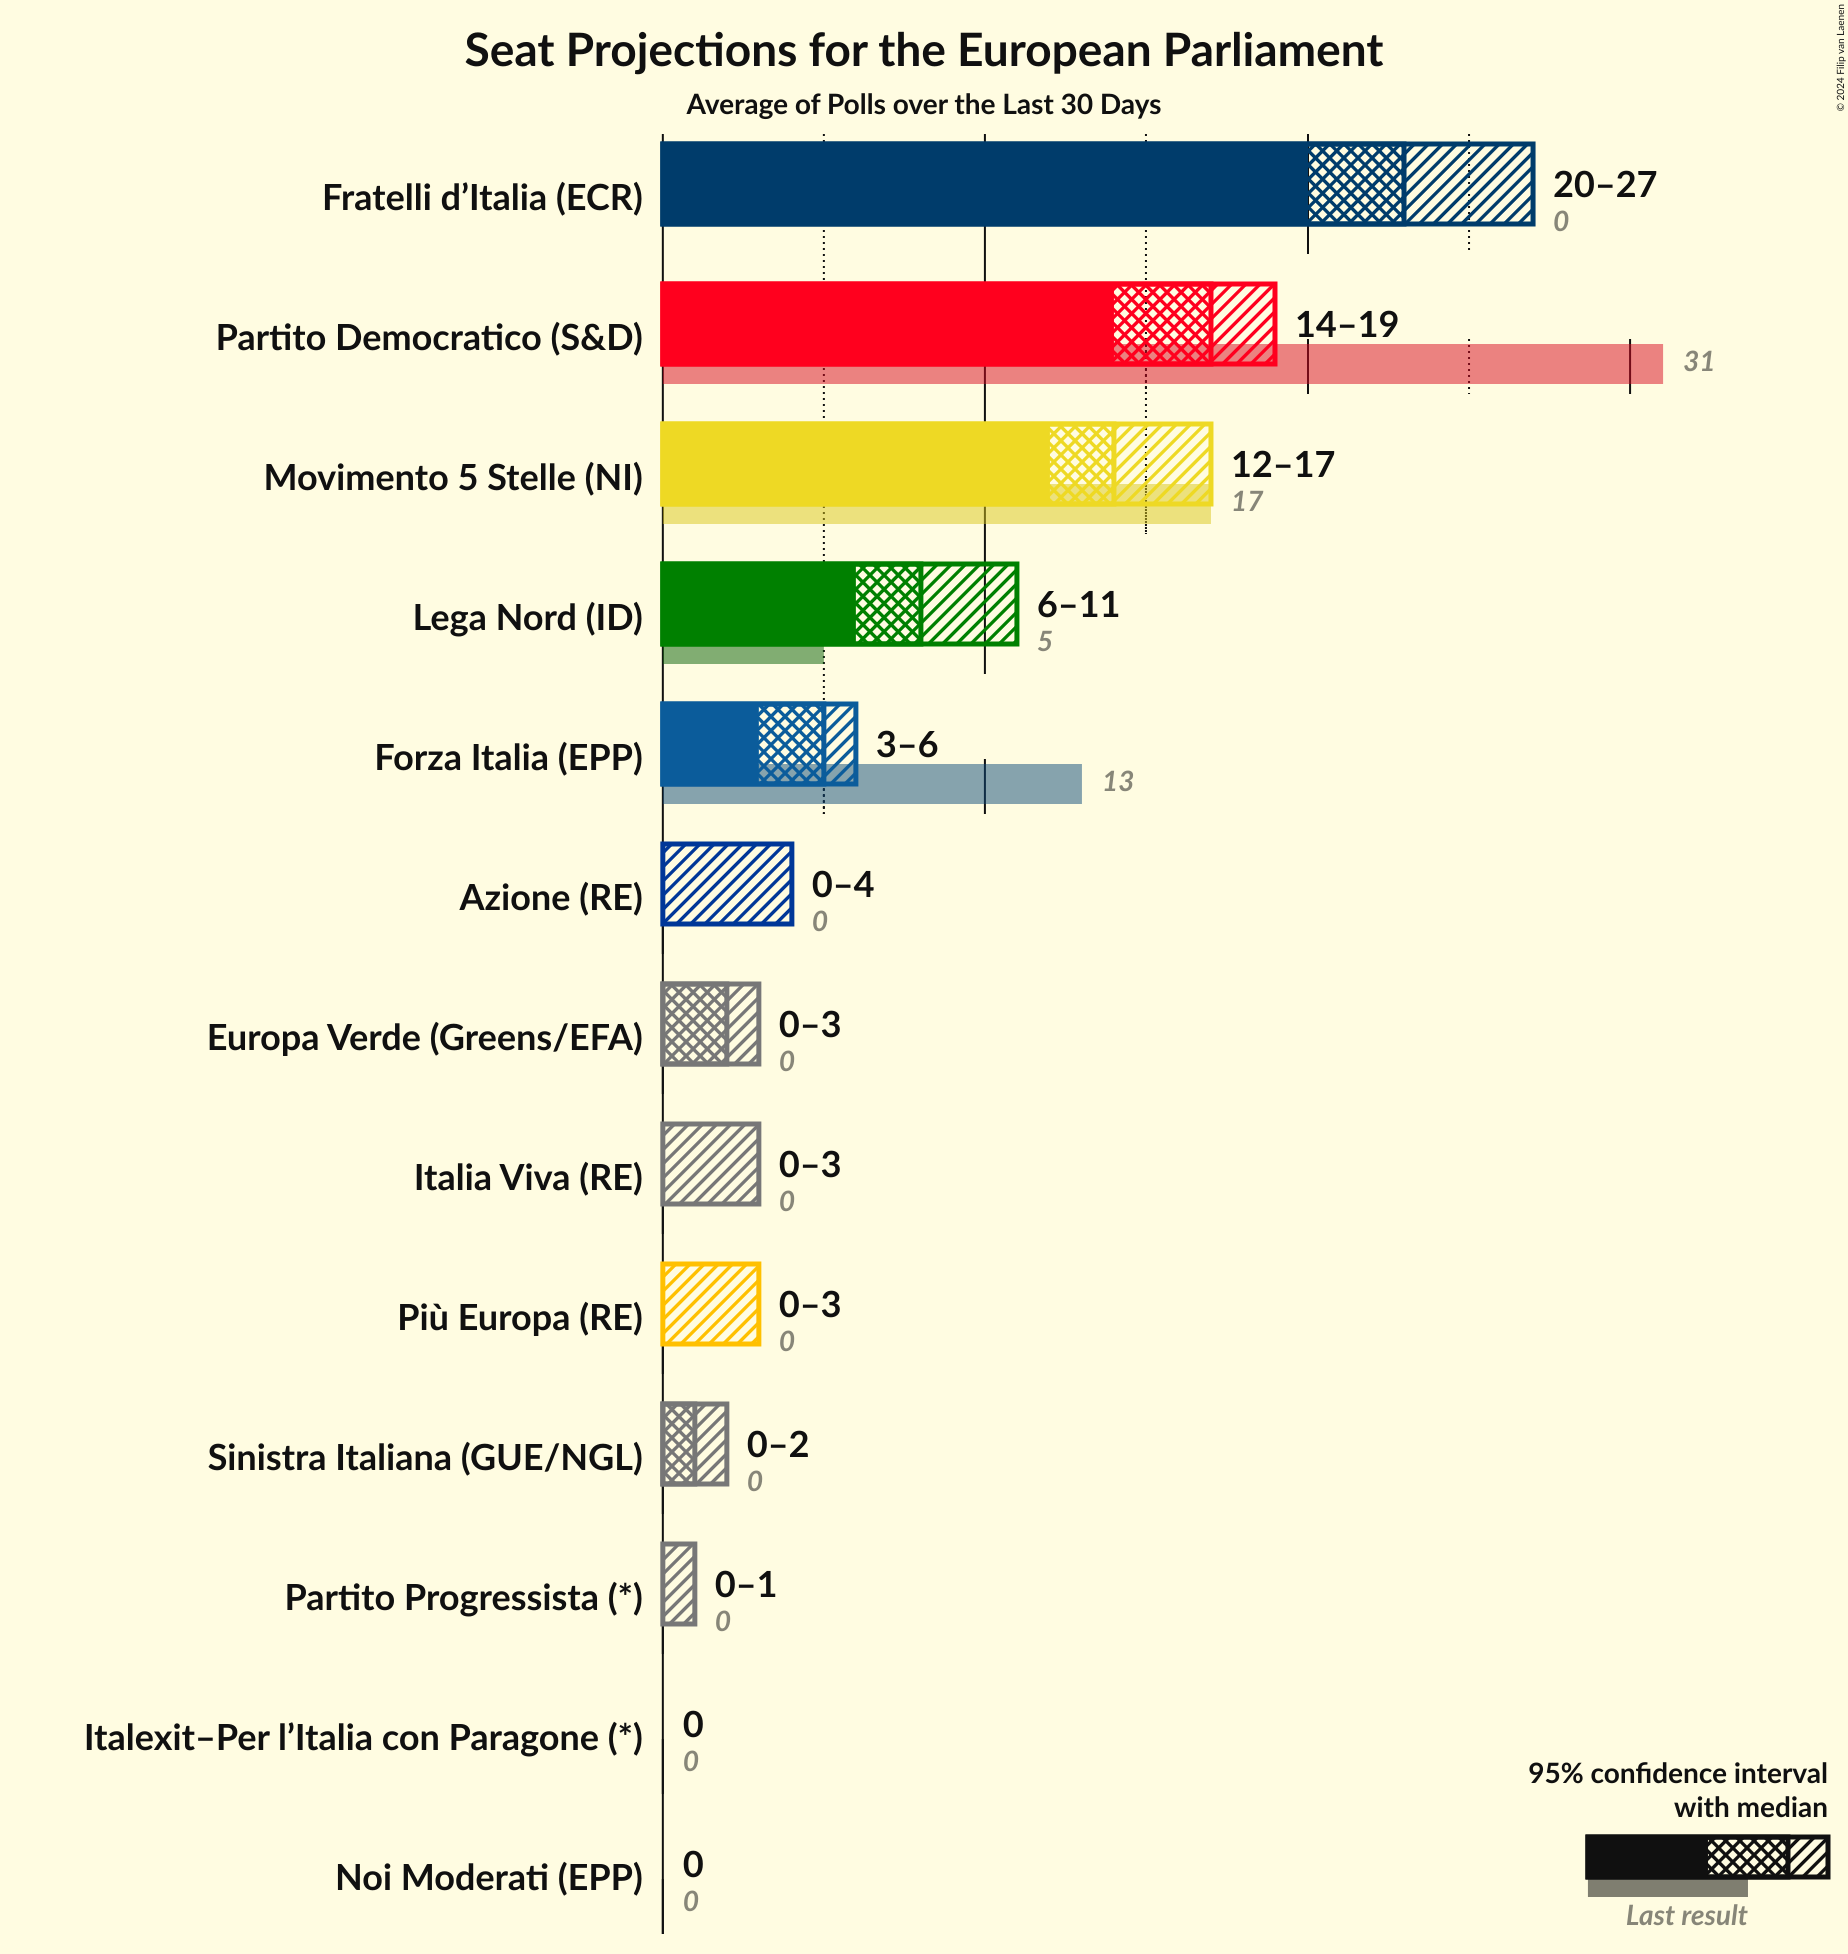 Seat Projections for the European Parliament
Average of Polls over the Last 30 Days
© 2024 Filip van Laenen
Fratelli d’Italia (ECR)
20–27
0
Partito Democratico (S&D)
14–19
31
Movimento 5 Stelle (NI)
12–17
17
Lega Nord (ID)
6–11
5
Forza Italia (EPP)
3–6
13
Azione (RE)
0–4
0
Europa Verde (Greens/EFA)
0–3
0
Italia Viva (RE)
0–3
0
Più Europa (RE)
0–3
0
Sinistra Italiana (GUE/NGL)
0–2
0
Partito Progressista (*)
0–1
0
Italexit–Per l’Italia con Paragone (*)
0
0
Noi Moderati (EPP)
0
0
95% confidence interval
with median
Last result